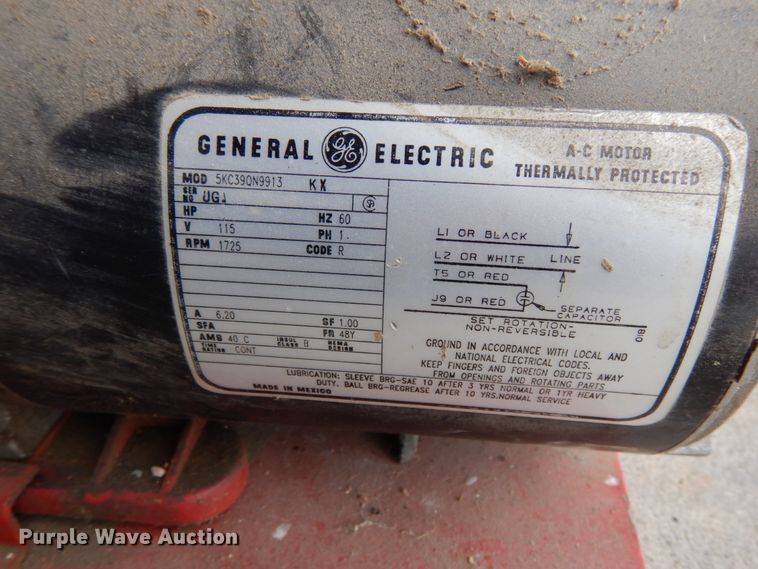 GENERAL GE ELECTRIC
A-C MOTOR
THERMALLY PROTECTED
MOD 5KC39QN9913 KX
SER NO UGJ
HP HZ 60
V 115 PH 1.
RPM 1725 CODE R
A 6.20 SF 1.00
SFA FR 48Y
AMB 40 C INSUL CLASS B NEMA DESIGN
TIME RATING CONT
L1 OR BLACK
L2 OR WHITE LINE
T5 OR RED
J9 OR RED SEPARATE
CAPACITOR
SET ROTATION-
NON-REVERSIBLE
810
GROUND IN ACCORDANCE WITH LOCAL AND
NATIONAL ELECTRICAL CODES.
KEEP FINGERS AND FOREIGN OBJECTS AWAY
FROM OPENINGS AND ROTATING PARTS
LUBRICATION: SLEEVE BRG-SAE 10 AFTER 3 YRS NORMAL OR 1YR HEAVY
DUTY. BALL BRG-REGREASE AFTER 10 YRS.NORMAL SERVICE
MADE IN MEXICO
Purple Wave Auction